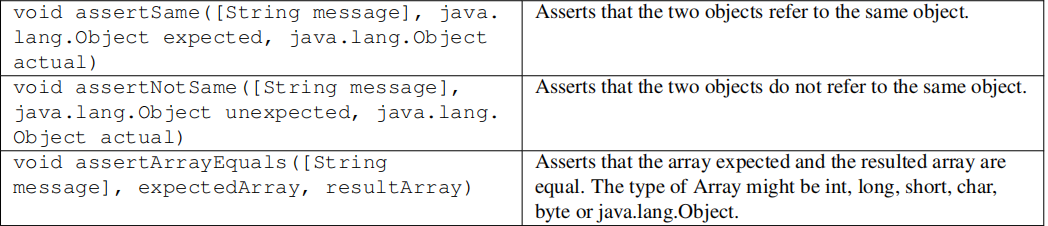 void assertSame([String message], java.
lang.Object expected, java.lang.Object
actual)
Asserts that the two objects refer to the same object.
void assertNotSame([String message],
java.lang.Object unexpected, java.lang.
Object actual)
Asserts that the two objects do not refer to the same object.
void assertArrayEquals([String
message], expectedArray, resultArray)
Asserts that the array expected and the resulted array are
equal. The type of Array might be int, long, short, char,
byte or java.lang.Object.